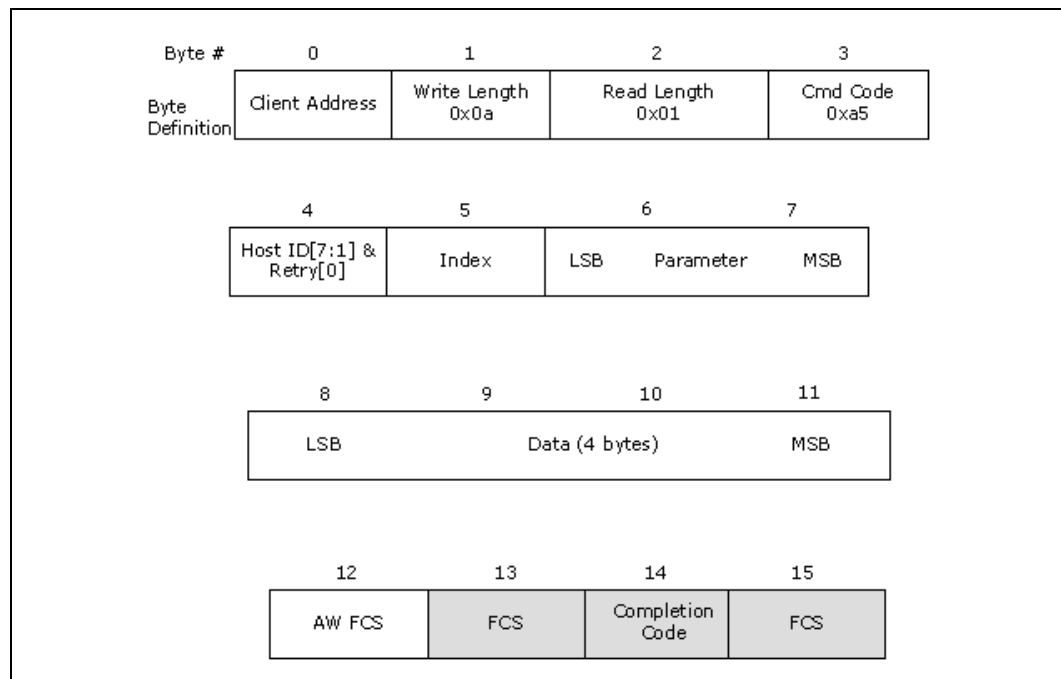 Byte # 0 1 2 3
Byte
Definition
Client Address
Write Length
0x0a
Read Length
0x01
Cmd Code
0xa5
4 5 6 7
Host ID[7:1] &
Retry[0]
Index
LSB Parameter MSB
8 9 10 11
LSB Data (4 bytes) MSB
12 13 14 15
AW FCS
FCS
Completion
Code
FCS